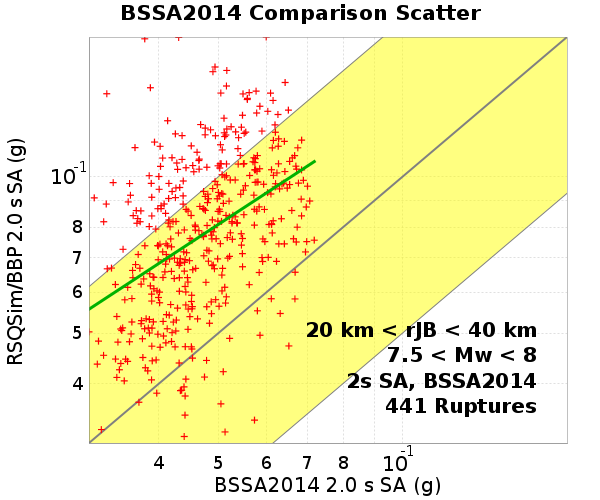 BSSA2014 Comparison Scatter
RSQSim/BBP 2.0 s SA (g)
10-1
8
7
6
5
4
20 km < rJB < 40 km
7.5 < Mw < 8
2s SA, BSSA2014
441 Ruptures
4 5 6 7 8 10-1
BSSA2014 2.0 s SA (g)